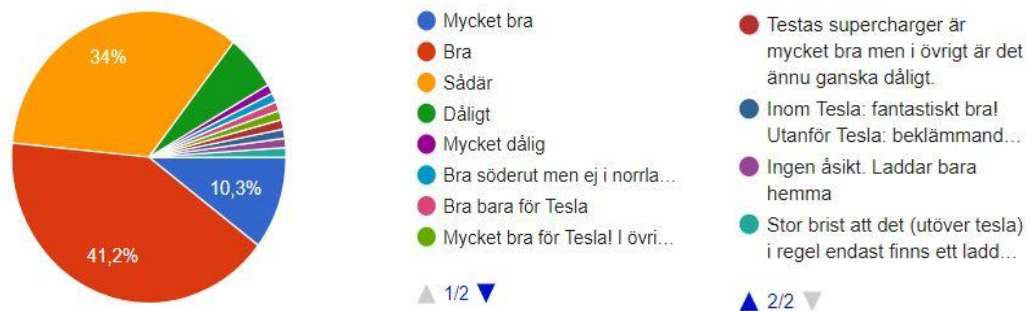 34%
10,3%
41,2%
Mycket bra
Bra
Sådär
Dåligt
Mycket dålig
Bra söderut men ej i norrla…
Bra bara för Tesla
Mycket bra för Tesla! I övri…
1/2
Testas supercharger är
mycket bra men i övrigt är det
ännu ganska dåligt.
Inom Tesla: fantastiskt bra!
Utanför Tesla: beklämmand…
Ingen åsikt. Laddar bara
hemma
Stor brist att det (utöver tesla)
i regel endast finns ett ladd…
2/2